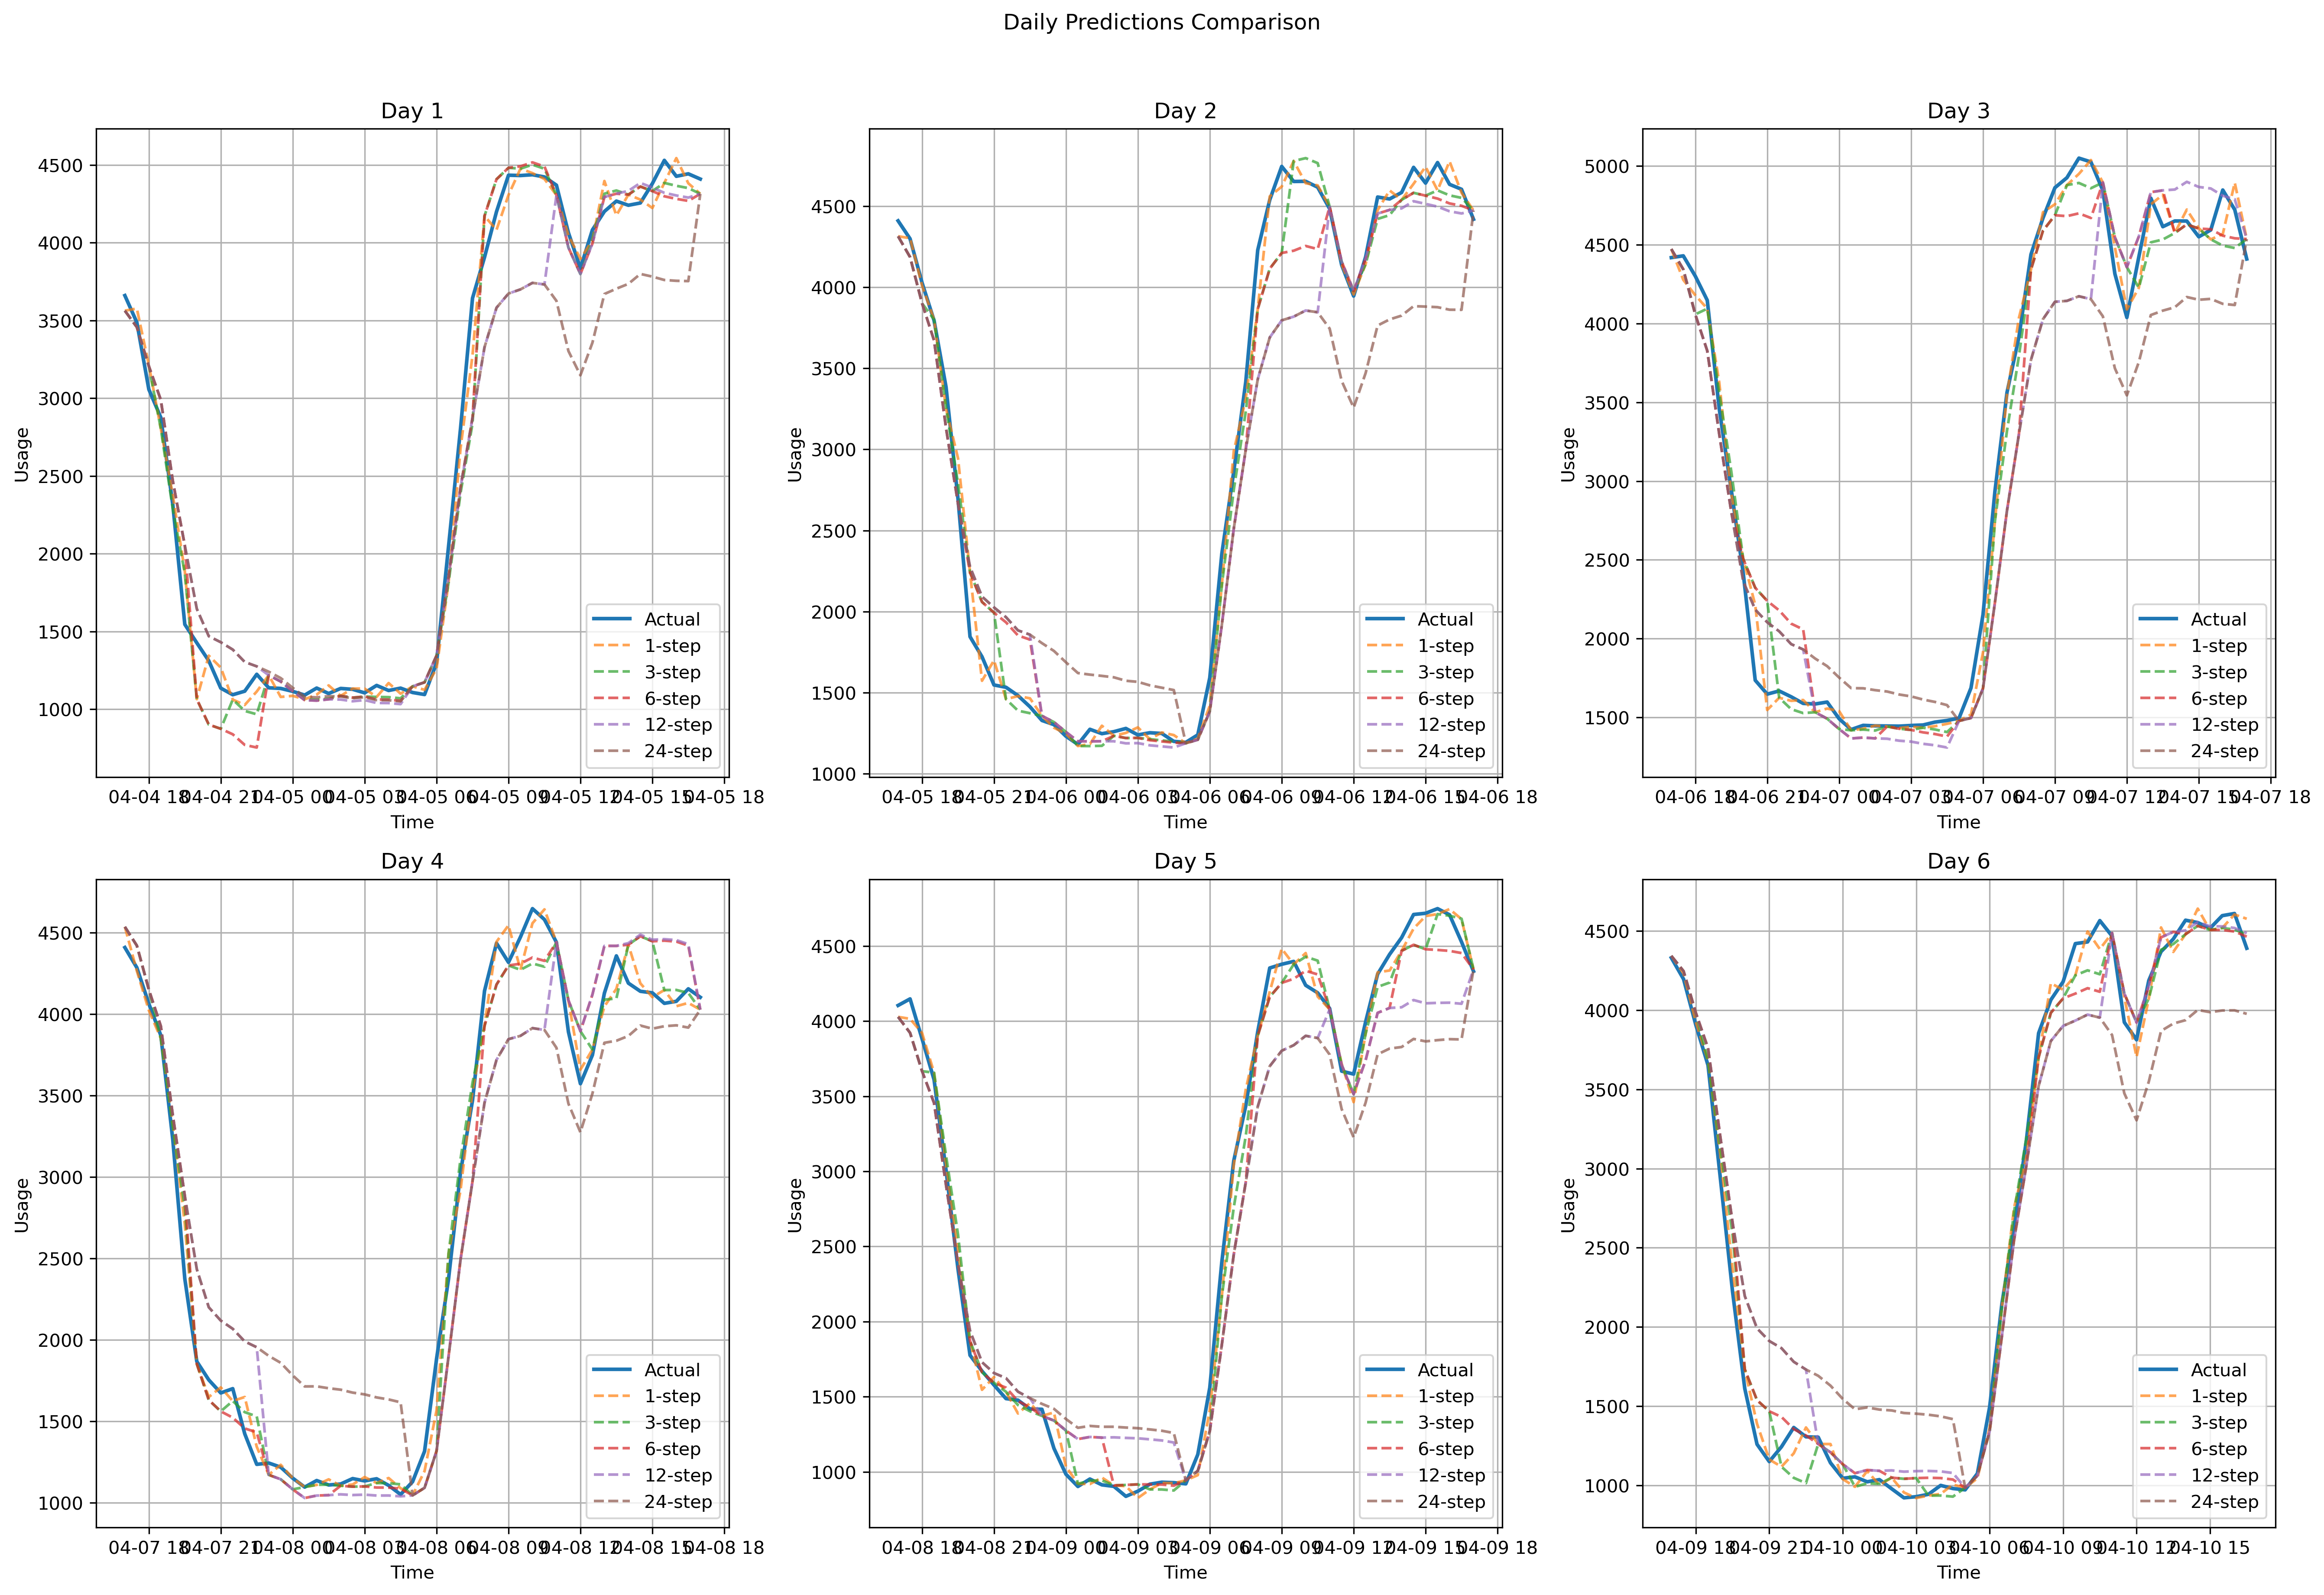 Daily Predictions Comparison
Day 1
Day 2
Day 3
4500
4000
3500
3000
2500
2000
1500
1000
Usage
Actual
1-step
3-step
6-step
12-step
24-step
04-04 18 04-04 21 04-05 00 04-05 03 04-05 06 04-05 09 04-05 12 04-05 15 04-05 18
Time
4500
4000
3500
3000
2500
2000
1500
1000
Usage
Actual
1-step
3-step
6-step
12-step
24-step
04-05 18 04-05 21 04-06 00 04-06 03 04-06 06 04-06 09 04-06 12 04-06 15 04-06 18
Time
5000
4500
4000
3500
3000
2500
2000
1500
Usage
Actual
1-step
3-step
6-step
12-step
24-step
04-06 18 04-06 21 04-07 00 04-07 03 04-07 06 04-07 09 04-07 12 04-07 15 04-07 18
Time
Day 4
Day 5
Day 6
4500
4000
3500
3000
2500
2000
1500
1000
Usage
Actual
1-step
3-step
6-step
12-step
24-step
04-07 18 04-07 21 04-08 00 04-08 03 04-08 06 04-08 09 04-08 12 04-08 15 04-08 18
Time
4500
4000
3500
3000
2500
2000
1500
1000
Usage
Actual
1-step
3-step
6-step
12-step
24-step
04-08 18 04-08 21 04-09 00 04-09 03 04-09 06 04-09 09 04-09 12 04-09 15 04-09 18
Time
4500
4000
3500
3000
2500
2000
1500
1000
Usage
Actual
1-step
3-step
6-step
12-step
24-step
04-09 18 04-09 21 04-10 00 04-10 03 04-10 06 04-10 09 04-10 12 04-10 15
Time